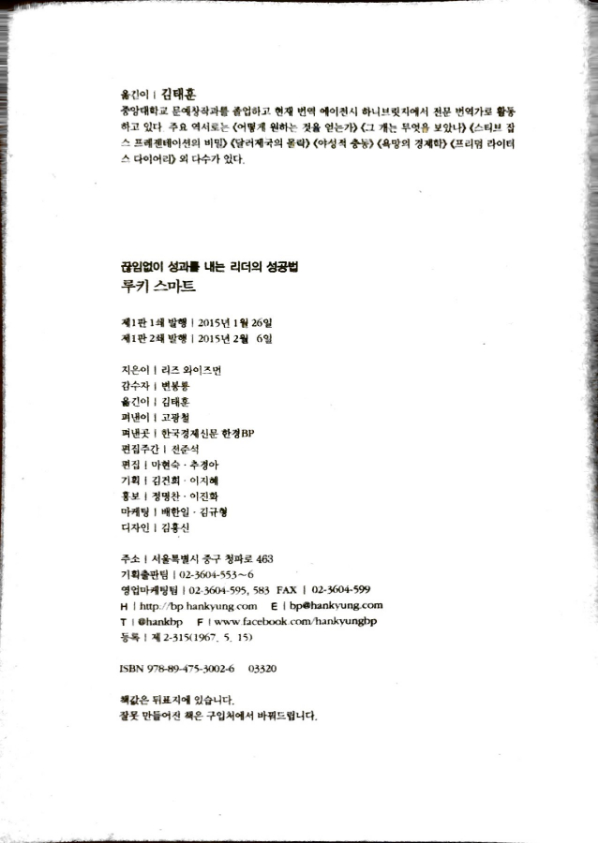 옮긴이 | 김태훈
중앙대학교 문예창작과를 졸업하고 현재 번역 에이전시 하니브릿지에서 전문 번역가로 활동
하고 있다. 주요 역서로는 《어떻게 원하는 것을 얻는가》 《그 개는 무엇을 보았나》 《스티브 잡
스 프레젠테이션의 비밀》 《달러제국의 몰락》 《야성적 충동》 《욕망의 경제학》 《프리덤 라이터
스 다이어리》 외 다수가 있다.
끊임없이 성과를 내는 리더의 성공법
루키 스마트
제1판 1쇄 발행 | 2015년 1월 26일
제1판 2쇄 발행 | 2015년 2월 6일
지은이 | 리즈 와이즈먼
감수자 | 변봉룡
옮긴이 | 김태훈
펴낸이 | 고광철
펴낸곳 | 한국경제신문 한경BP
편집주간 | 전준석
편집 | 마현숙 · 추경아
기획 | 김건희 · 이지혜
홍보 | 정명찬 · 이진화
마케팅 | 배한일 · 김규형
디자인 | 김홍신
주소 | 서울특별시 중구 청파로 463
기획출판팀 | 02-3604-553~6
영업마케팅팀 | 02-3604-595, 583 FAX | 02-3604-599
H | http://bp.hankyung.com E | bp@hankyung.com
T | @hankbp F | www.facebook.com/hankyungbp
등록 | 제 2-315(1967. 5. 15)
ISBN 978-89-475-3002-6 03320
책값은 뒤표지에 있습니다.
잘못 만들어진 책은 구입처에서 바꿔드립니다.